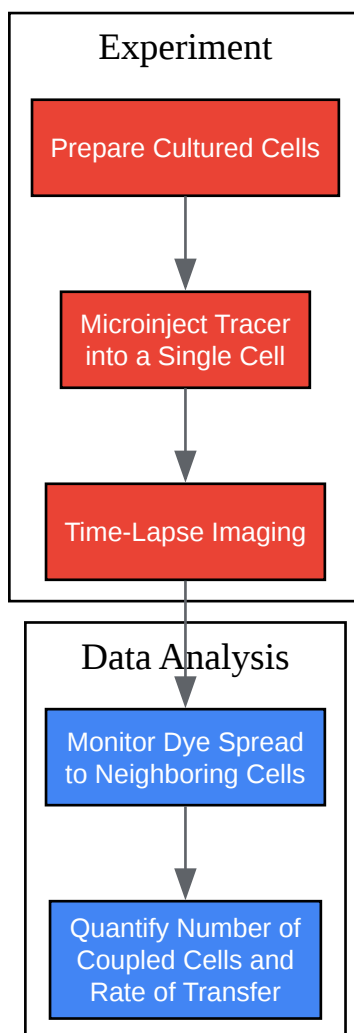 Experiment
Prepare Cultured Cells
Microinject Tracer
into a Single Cell
Time-Lapse Imaging
Data Analysis
Monitor Dye Spread
to Neighboring Cells
Quantify Number of
Coupled Cells and
Rate of Transfer